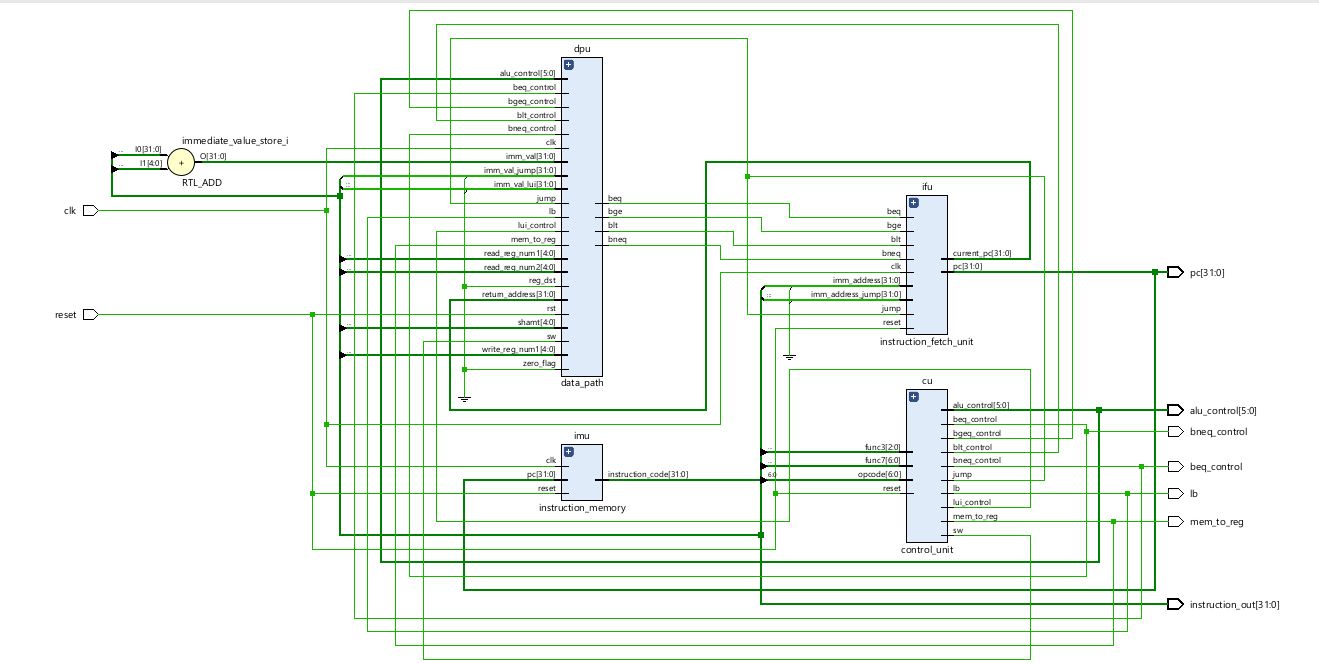 dpu
alu_control[5:0]
beq_control
bgeq_control
blt_control
bneq_control
clk
imm_val[31:0]
imm_val_jump[31:0]
imm_val_lui[31:0]
jump
lb
lui_control
mem_to_reg
read_reg_num1[4:0]
read_reg_num2[4:0]
reg_dst
return_address[31:0]
rst
shamt[4:0]
sw
write_reg_num1[4:0]
zero_flag
beq
bge
blt
bneq
data_path
immediate_value_store_i
I0[31:0]
I1[4:0]
+
O[31:0]
RTL_ADD
clk
reset
ifu
beq
bge
blt
bneq
clk
imm_address[31:0]
imm_address_jump[31:0]
jump
reset
current_pc[31:0]
pc[31:0]
instruction_fetch_unit
imu
clk
pc[31:0]
reset
instruction_code[31:0]
instruction_memory
cu
func3[2:0]
func7[6:0]
6:0
opcode[6:0]
reset
alu_control[5:0]
beq_control
bgeq_control
blt_control
bneq_control
jump
lb
lui_control
mem_to_reg
sw
control_unit
pc[31:0]
alu_control[5:0]
bneq_control
beq_control
lb
mem_to_reg
instruction_out[31:0]